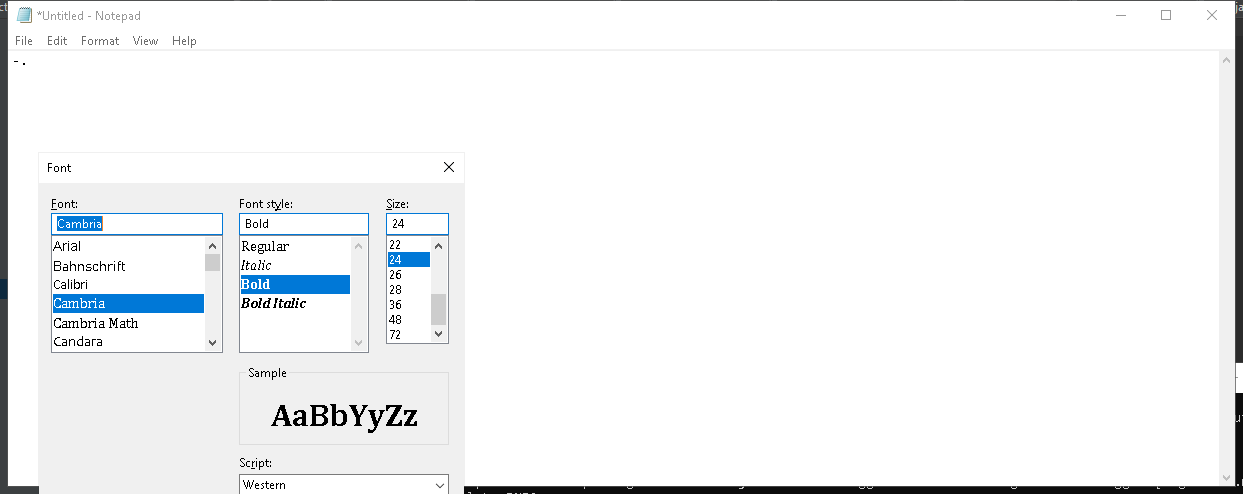 *Untitled - Notepad
File Edit Format View Help
-.
Font
Font: Font style: Size:
Cambria Bold 24
Arial Regular 22
Bahnschrift Italic 24
Calibri Bold 26
Cambria Bold Italic 28
Cambria Math 36
Candara 48
72
Sample
AaBbYyZz
Script:
Western